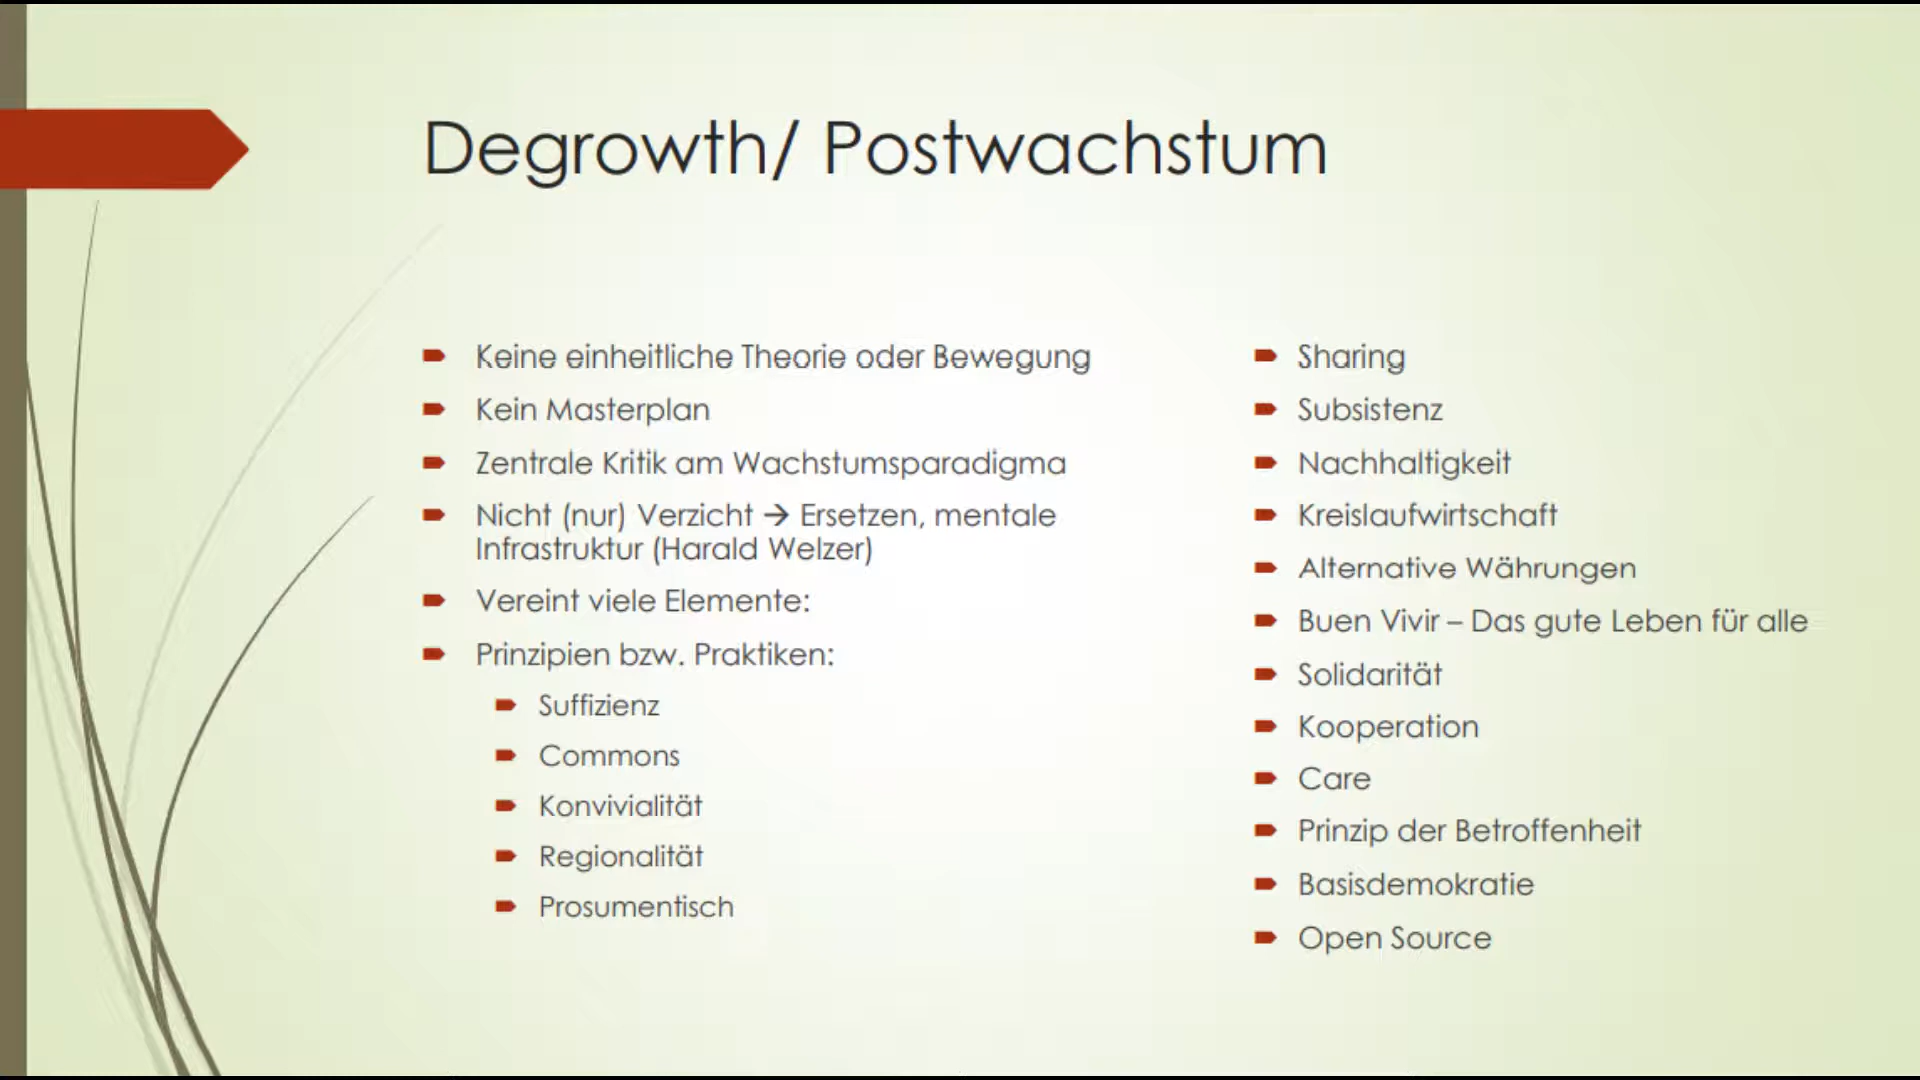 Degrowth/ Postwachstum
Keine einheitliche Theorie oder Bewegung
Kein Masterplan
Zentrale Kritik am Wachstumsparadigma
Nicht (nur) Verzicht → Ersetzen, mentale
Infrastruktur (Harald Welzer)
Vereint viele Elemente:
Prinzipien bzw. Praktiken:
Suffizienz
Commons
Konvivialität
Regionalität
Prosumentisch
Sharing
Subsistenz
Nachhaltigkeit
Kreislaufwirtschaft
Alternative Währungen
Buen Vivir – Das gute Leben für alle
Solidarität
Kooperation
Care
Prinzip der Betroffenheit
Basisdemokratie
Open Source